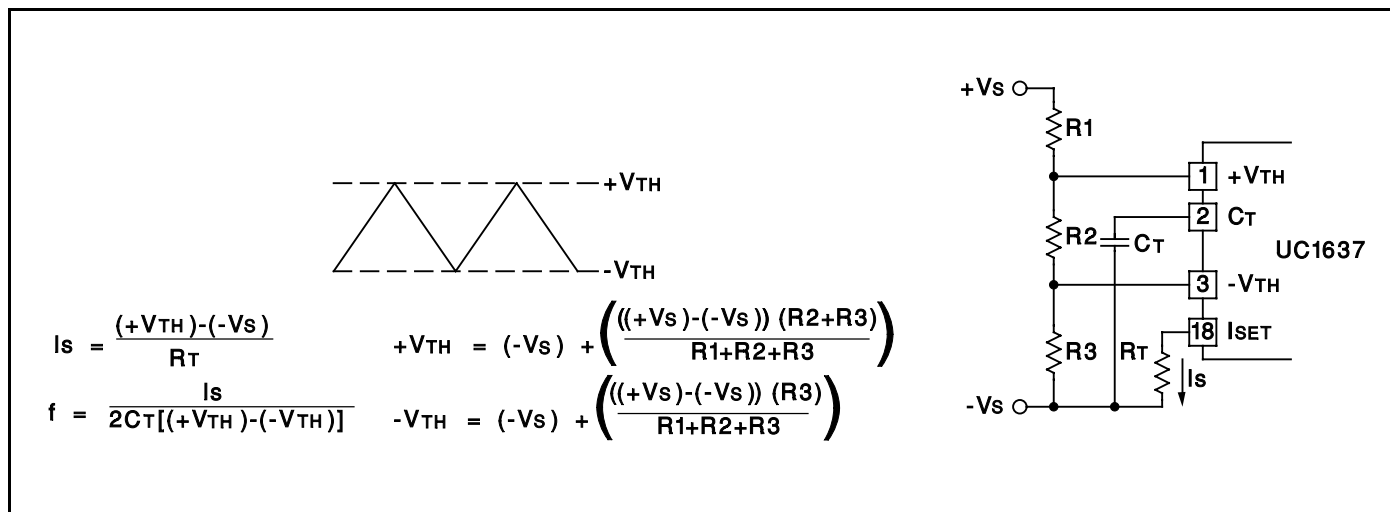 +VTH
-VTH
Is = (+VTH)-(-VS) / RT
+VTH = (-VS) + (((+VS)-(-VS)) (R2+R3) / R1+R2+R3)
f = Is / 2CT[(+VTH)-(-VTH)]
-VTH = (-VS) + (((+VS)-(-VS)) (R3) / R1+R2+R3)
+VS
R1
1 +VTH
2 CT
R2
CT
UC1637
3 -VTH
18 ISET
R3
RT
Is
-VS